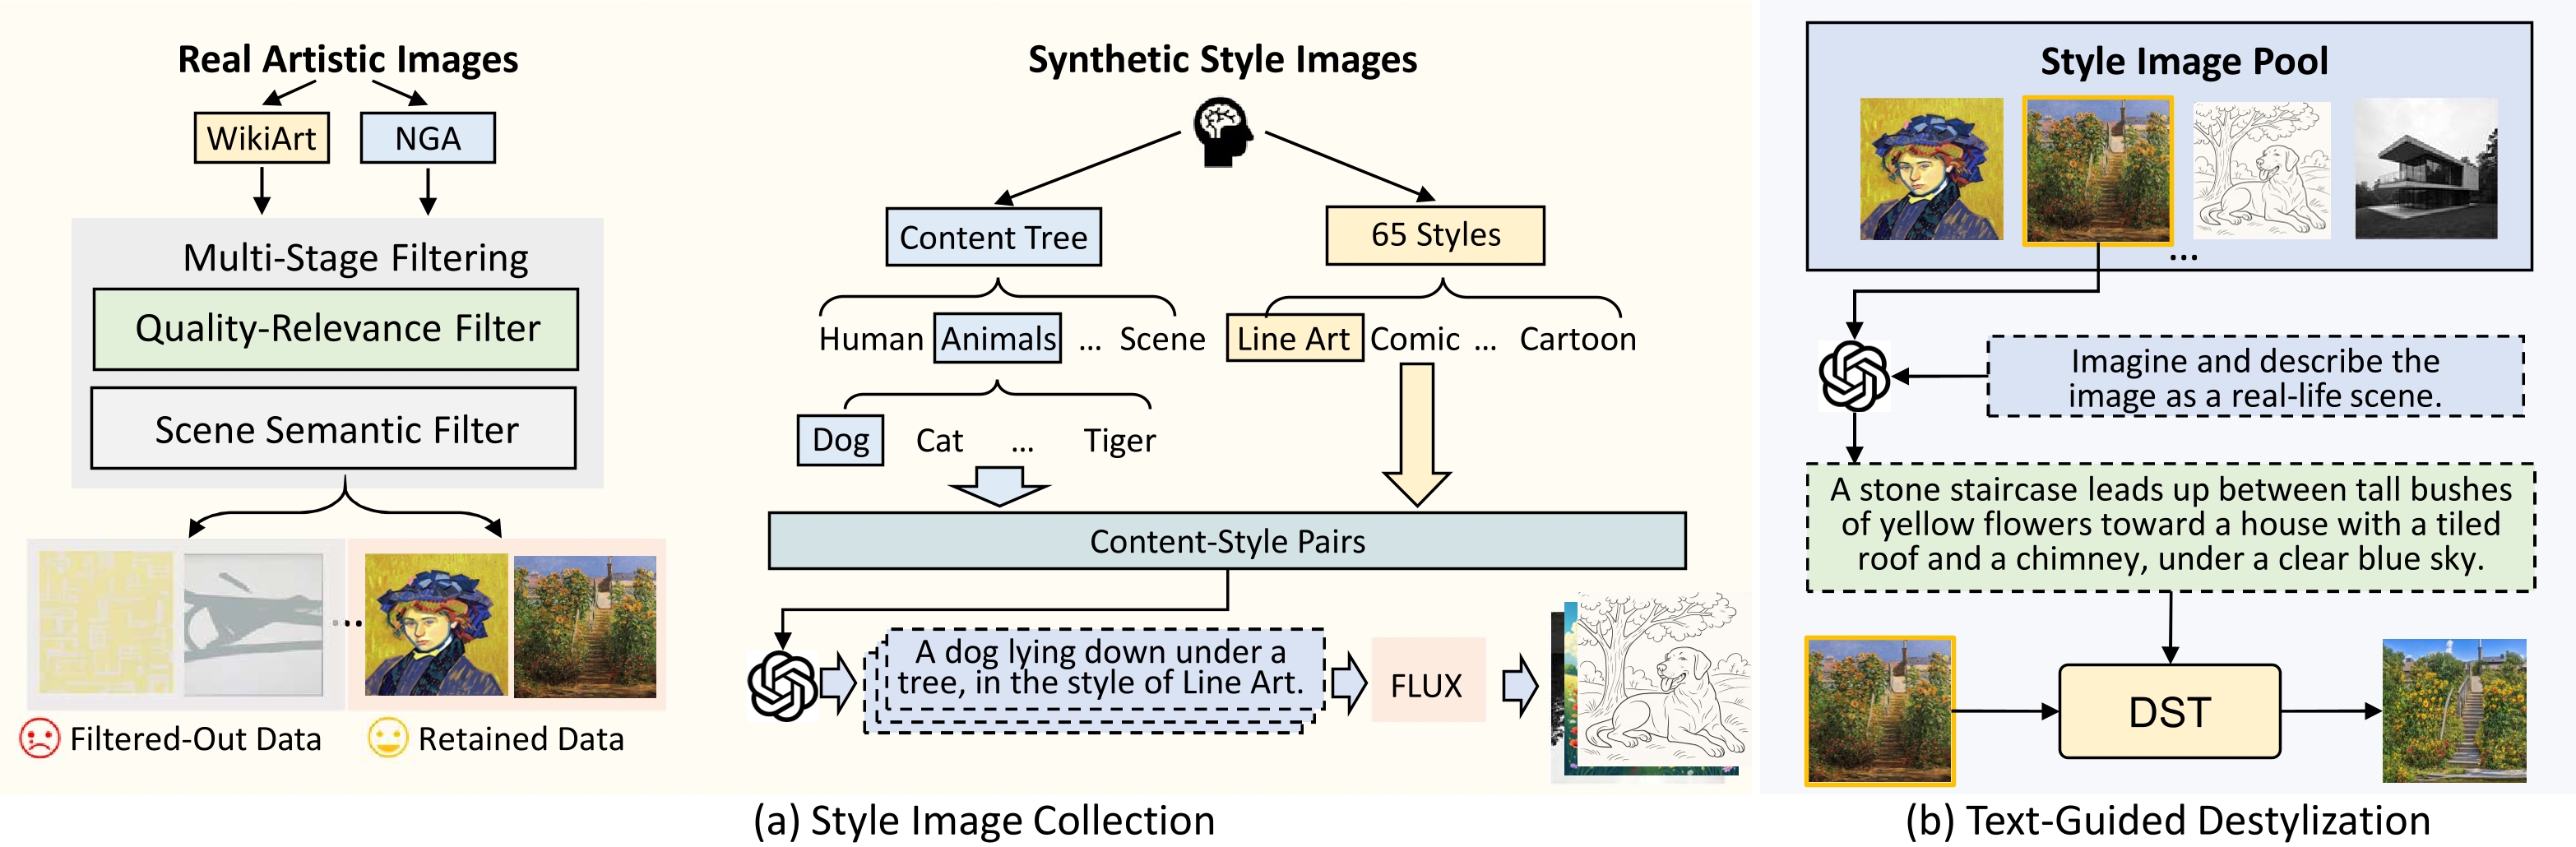 Real Artistic Images
WikiArt
NGA
Multi-Stage Filtering
Quality-Relevance Filter
Scene Semantic Filter
...
Filtered-Out Data
Retained Data
Synthetic Style Images
Content Tree
65 Styles
Human Animals ... Scene
Line Art Comic ... Cartoon
Dog Cat ... Tiger
Content-Style Pairs
A dog lying down under a
tree, in the style of Line Art.
FLUX
(a) Style Image Collection
Style Image Pool
...
Imagine and describe the
image as a real-life scene.
A stone staircase leads up between tall bushes
of yellow flowers toward a house with a tiled
roof and a chimney, under a clear blue sky.
DST
(b) Text-Guided Destylization